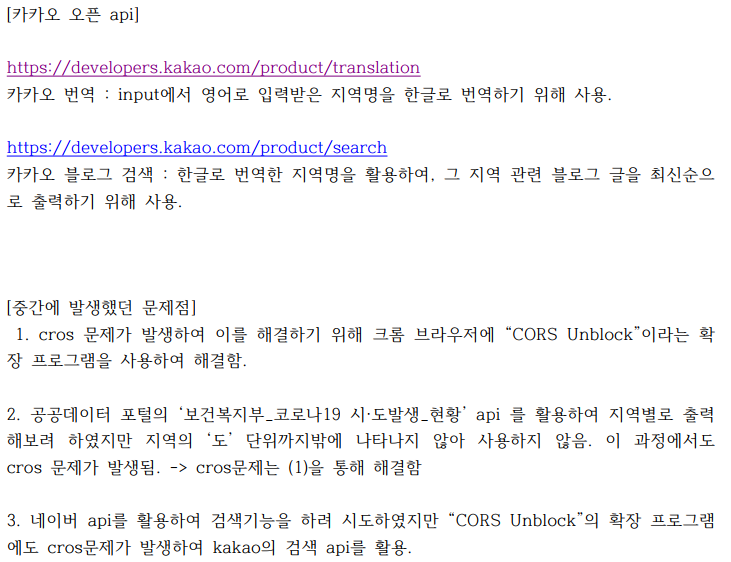 [카카오 오픈 api]
https://developers.kakao.com/product/translation
카카오 번역 : input에서 영어로 입력받은 지역명을 한글로 번역하기 위해 사용.
https://developers.kakao.com/product/search
카카오 블로그 검색 : 한글로 번역한 지역명을 활용하여, 그 지역 관련 블로그 글을 최신순으
로 출력하기 위해 사용.
[중간에 발생했던 문제점]
1. cros 문제가 발생하여 이를 해결하기 위해 크롬 브라우저에 “CORS Unblock”이라는 확
장 프로그램을 사용하여 해결함.
2. 공공데이터 포털의 ‘보건복지부_코로나19 시·도발생_현황’ api 를 활용하여 지역별로 출력
해보려 하였지만 지역의 ‘도’ 단위까지밖에 나타나지 않아 사용하지 않음. 이 과정에서도
cros 문제가 발생됨. -> cros문제는 (1)을 통해 해결함
3. 네이버 api를 활용하여 검색기능을 하려 시도하였지만 “CORS Unblock”의 확장 프로그램
에도 cros문제가 발생하여 kakao의 검색 api를 활용.